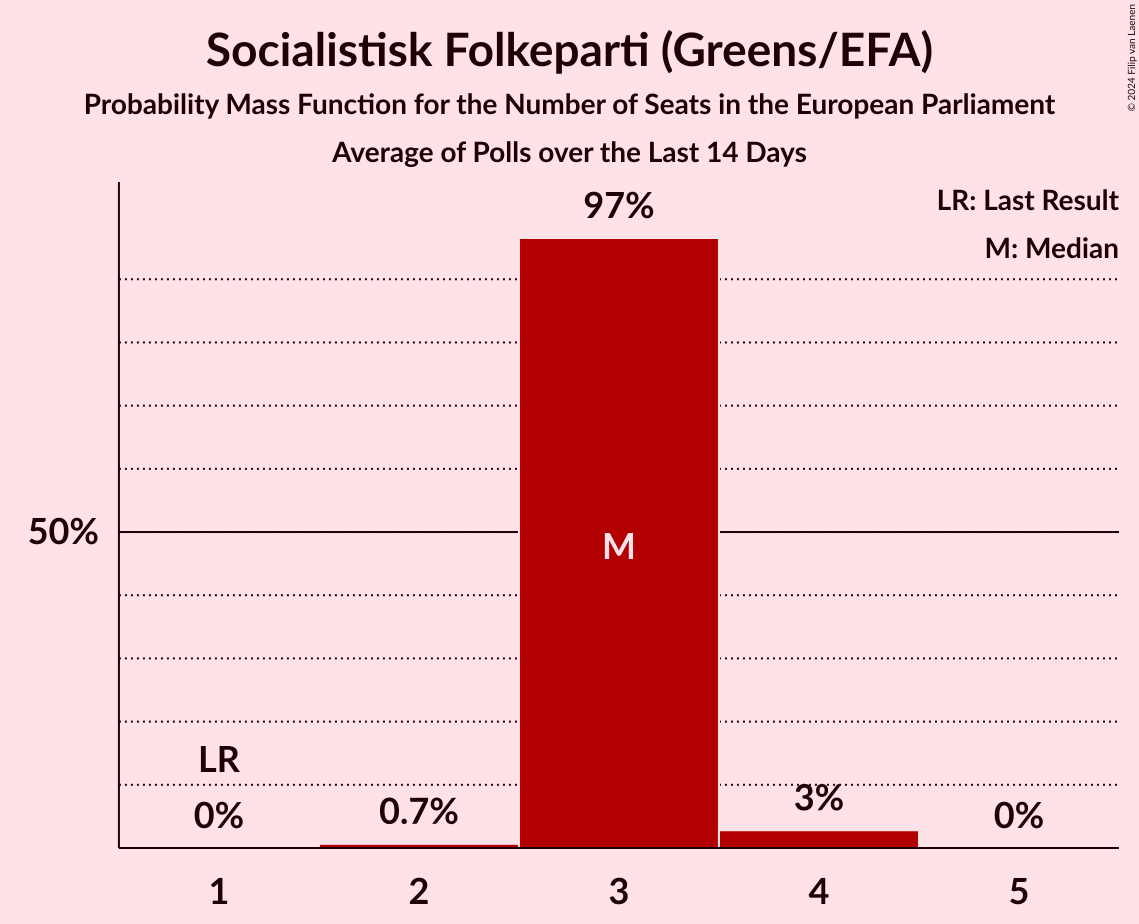 Socialistisk Folkeparti (Greens/EFA)
Probability Mass Function for the Number of Seats in the European Parliament
Average of Polls over the Last 14 Days
© 2024 Filip van Laenen
LR: Last Result
M: Median
97%
50%
M
LR
0%
0.7%
3%
0%
1
2
3
4
5